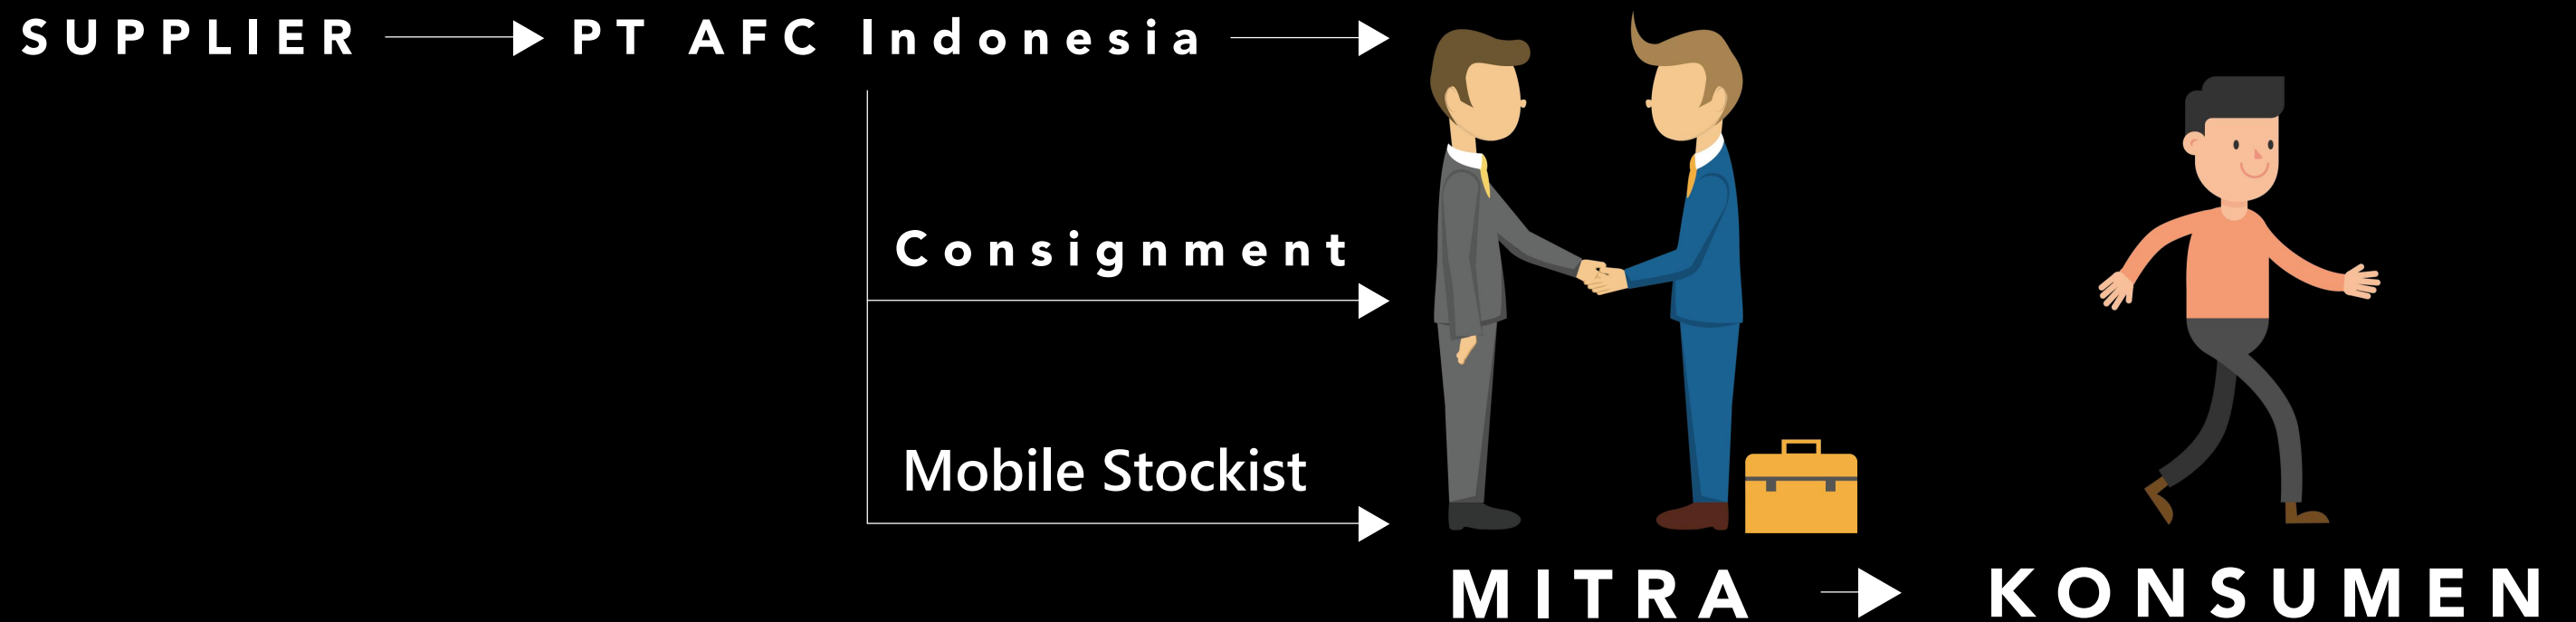 SUPPLIER PT AFC Indonesia
Consignment
Mobile Stockist
MITRA KONSUMEN